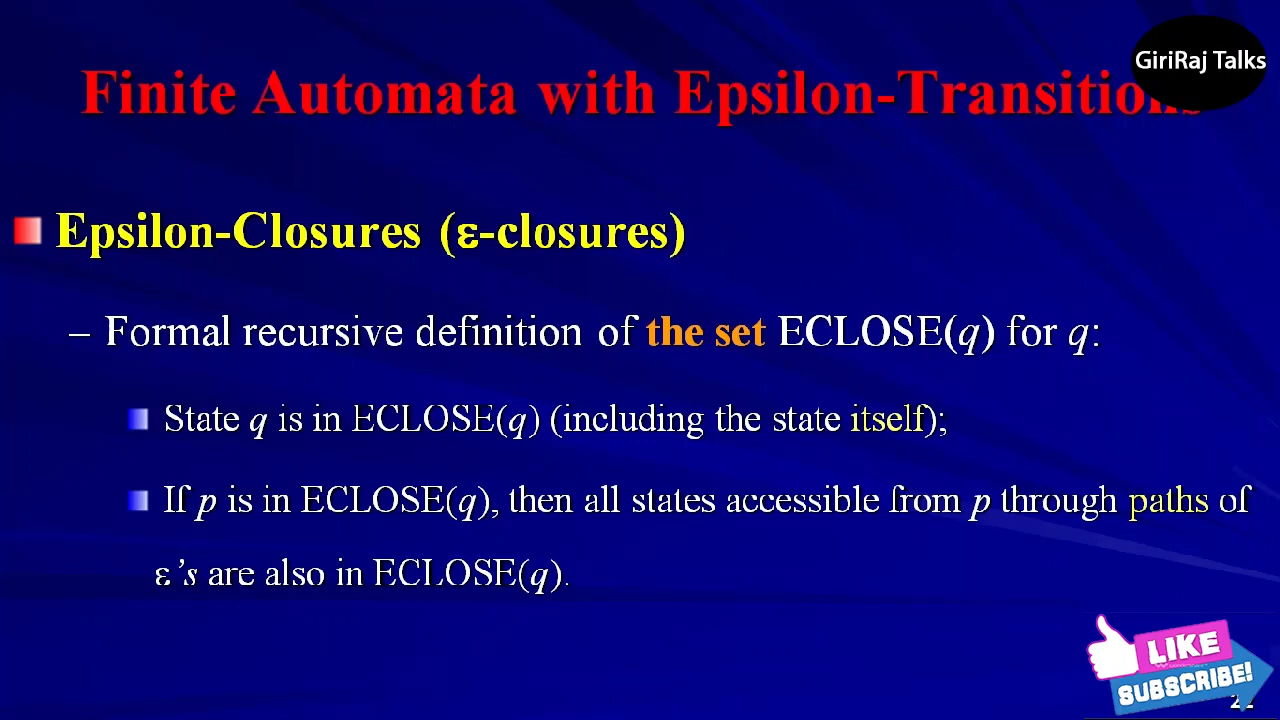 GiriRaj Talks
Finite Automata with Epsilon-Transitions
Epsilon-Closures (ε-closures)
– Formal recursive definition of the set ECLOSE(q) for q:
State q is in ECLOSE(q) (including the state itself);
If p is in ECLOSE(q), then all states accessible from p through paths of
ε's are also in ECLOSE(q).
LIKE
SUBSCRIBE!